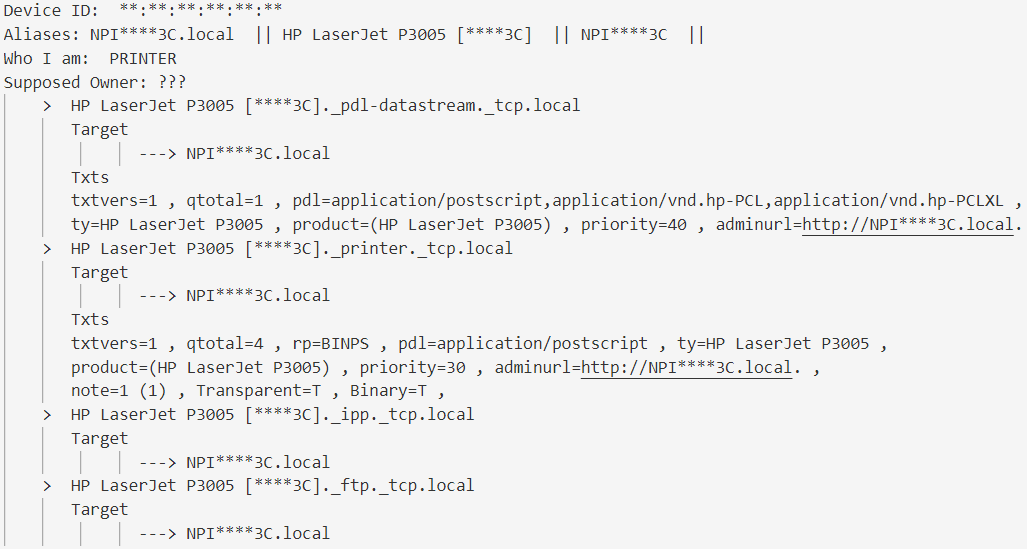 Device ID:  **:**:**:**:**:**
Aliases: NPI****3C.local  || HP LaserJet P3005 [****3C]  || NPI****3C  ||
Who I am:  PRINTER
Supposed Owner: ???
> HP LaserJet P3005 [****3C]._pdl-datastream._tcp.local
Target
---> NPI****3C.local
Txts
txtvers=1 , qtotal=1 , pdl=application/postscript,application/vnd.hp-PCL,application/vnd.hp-PCLXL ,
ty=HP LaserJet P3005 , product=(HP LaserJet P3005) , priority=40 , adminurl=http://NPI****3C.local.
> HP LaserJet P3005 [****3C]._printer._tcp.local
Target
---> NPI****3C.local
Txts
txtvers=1 , qtotal=4 , rp=BINPS , pdl=application/postscript , ty=HP LaserJet P3005 ,
product=(HP LaserJet P3005) , priority=30 , adminurl=http://NPI****3C.local. ,
note=1 (1) , Transparent=T , Binary=T ,
> HP LaserJet P3005 [****3C]._ipp._tcp.local
Target
---> NPI****3C.local
> HP LaserJet P3005 [****3C]._ftp._tcp.local
Target
---> NPI****3C.local